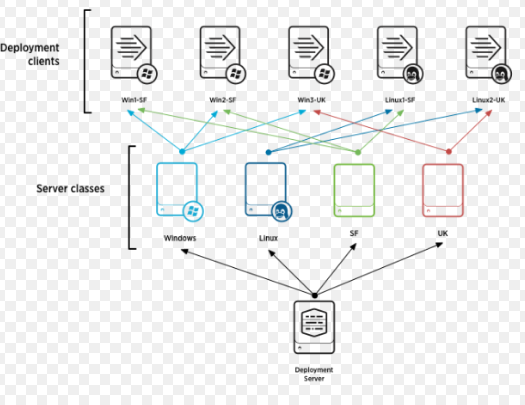 Deployment
clients
Win1-SF
Win2-SF
Win3-UK
Linux1-SF
Linux2-UK
Server classes
Windows
Linux
SF
UK
Deployment
Server